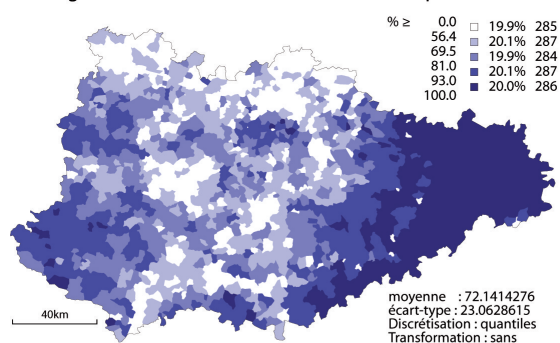 % ≥ 0.0
56.4 19.9% 285
69.5 20.1% 287
81.0 19.9% 284
93.0 20.1% 287
100.0 20.0% 286
40km
moyenne : 72.1414276
écart-type : 23.0628615
Discrétisation : quantiles
Transformation : sans